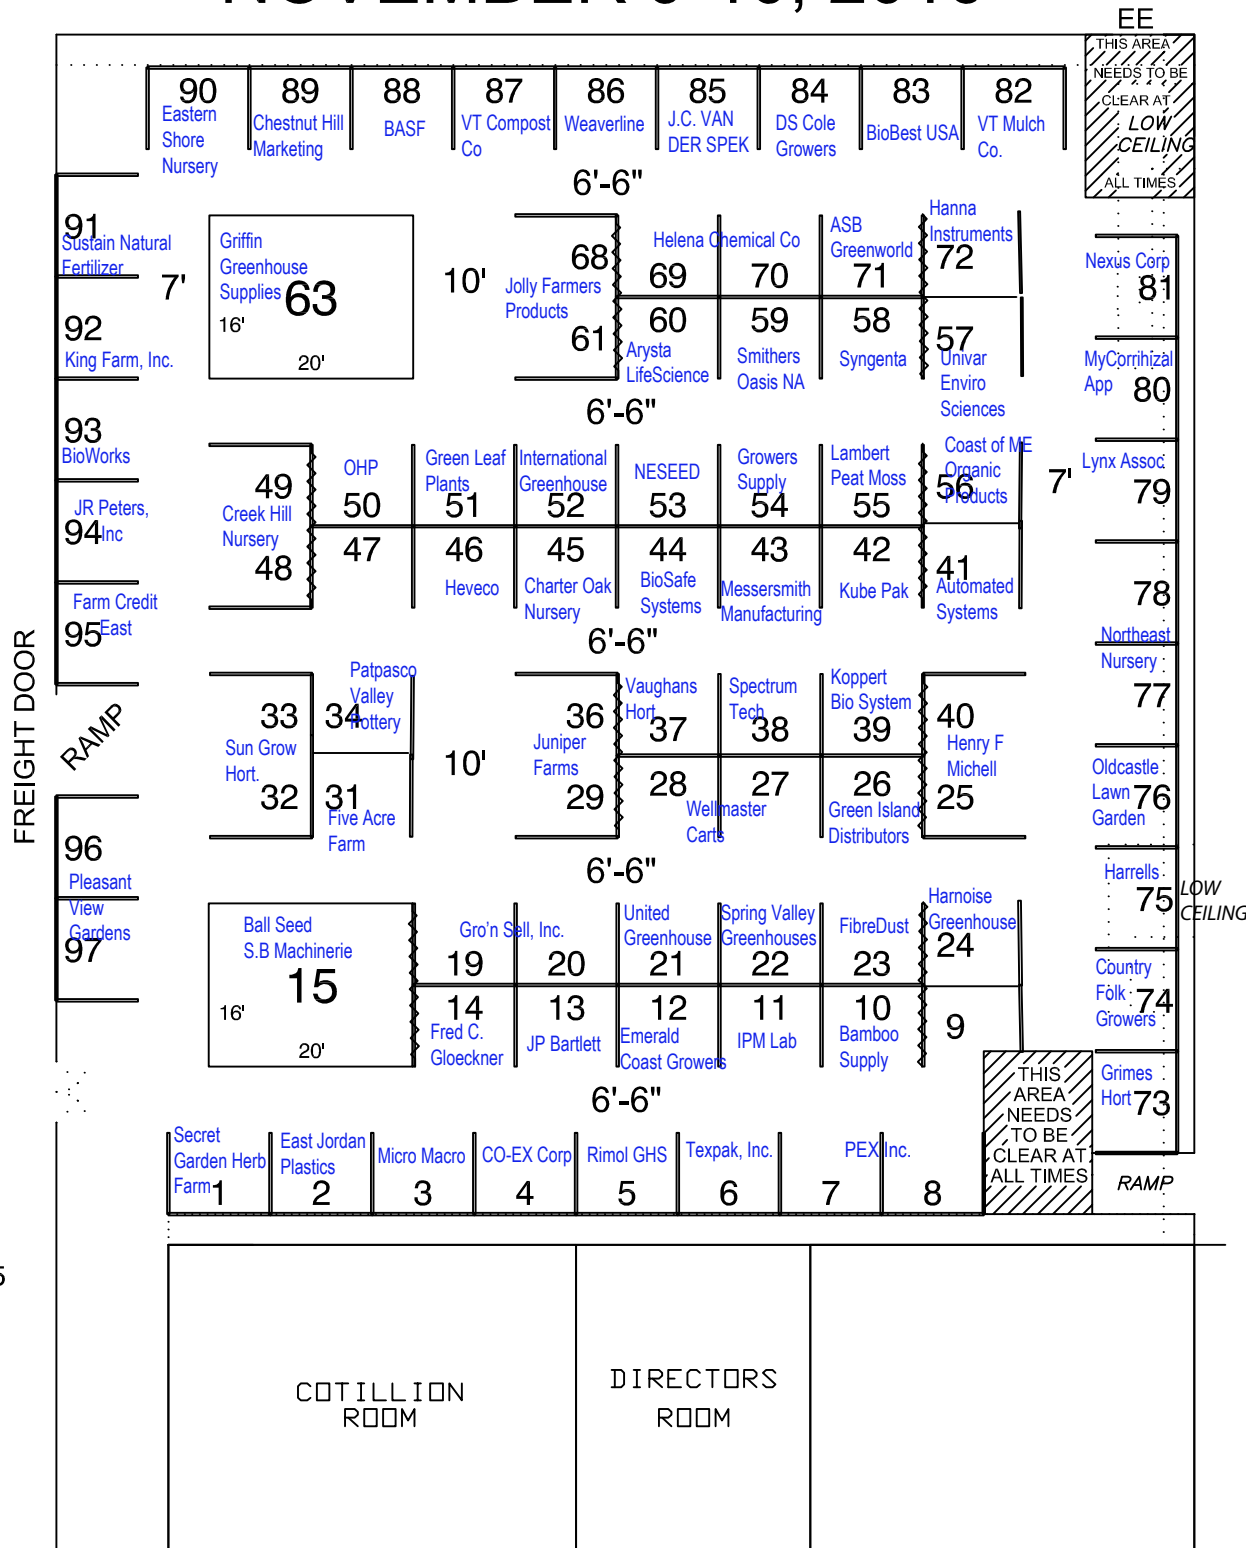 EE
THIS AREA
NEEDS TO BE
CLEAR AT
LOW
CEILING
ALL TIMES
90
Eastern
Shore
Nursery
89
Chestnut Hill
Marketing
88
BASF
87
VT Compost
Co
86
Weaverline
85
J.C. VAN
DER SPEK
84
DS Cole
Growers
83
BioBest USA
82
VT Mulch
Co.
6'-6"
91
Sustain Natural
Fertilizer
7'
92
King Farm, Inc.
93
BioWorks
JR Peters,
Inc
94
Farm Credit
East
95
FREIGHT DOOR
RAMP
96
Pleasant
View
Gardens
97
Griffin
Greenhouse
Supplies
63
16'
20'
10'
68
Jolly Farmers
Products
61
Helena Chemical Co
69
70
ASB
Greenworld
71
Hanna
Instruments
72
60
Arysta
LifeScience
59
Smithers
Oasis NA
58
Syngenta
57
Univar
Enviro
Sciences
6'-6"
Nexus Corp
81
MyCorrihizal
App
80
Lynx Assoc
79
78
Northeast
Nursery
77
Oldcastle
Lawn
Garden
76
Harrells
75
LOW
CEILING
Country
Folk
Growers
74
Grimes
Hort
73
RAMP
49
Creek Hill
Nursery
48
OHP
50
Green Leaf
Plants
51
International
Greenhouse
52
NESEED
53
Growers
Supply
54
Lambert
Peat Moss
55
Coast of ME
Organic
Products
56
7'
47
46
Heveco
45
Charter Oak
Nursery
44
BioSafe
Systems
43
Messersmith
Manufacturing
42
Kube Pak
41
Automated
Systems
6'-6"
33
Sun Grow
Hort.
32
Patpasco
Valley
Pottery
34
31
Five Acre
Farm
10'
36
Juniper
Farms
29
Vaughans
Hort
37
Spectrum
Tech
38
Koppert
Bio System
39
40
Henry F
Michell
25
28
27
Wellmaster
Carts
26
Green Island
Distributors
6'-6"
Ball Seed
S.B Machinerie
15
16'
20'
Gro'n Sell, Inc.
19
20
United
Greenhouse
21
Spring Valley
Greenhouses
22
FibreDust
23
Harnoise
Greenhouse
24
14
Fred C.
Gloeckner
13
JP Bartlett
12
Emerald
Coast Growers
11
IPM Lab
10
Bamboo
Supply
9
6'-6"
THIS
AREA
NEEDS
TO BE
CLEAR AT
ALL TIMES
Secret
Garden Herb
Farm
1
East Jordan
Plastics
2
Micro Macro
3
CO-EX Corp
4
Rimol GHS
5
Texpak, Inc.
6
PEX Inc.
7
8
COTILLION
ROOM
DIRECTORS
ROOM